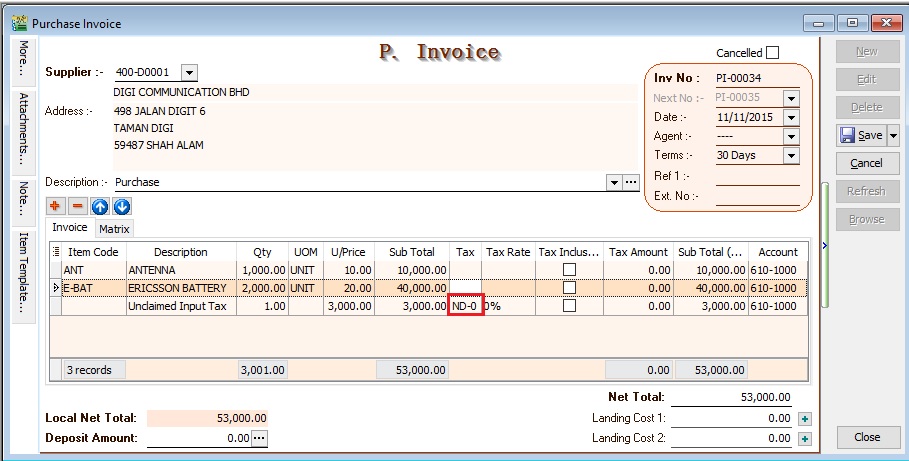 Purchase Invoice
More...
Attachments...
Note...
Item Template...
P. Invoice
Cancelled
Supplier :- 400-D0001
DIGI COMMUNICATION BHD
Address :- 498 JALAN DIGIT 6
TAMAN DIGI
59487 SHAH ALAM
Description :- Purchase
Inv No : PI-00034
Next No :- PI-00035
Date :- 11/11/2015
Agent :- ----
Terms :- 30 Days
Ref 1 :-
Ext. No :-
New
Edit
Delete
Save
Cancel
Refresh
Browse
Invoice Matrix
Item Code Description Qty UOM U/Price Sub Total Tax Tax Rate Tax Indus... Tax Amount Sub Total (... Account
ANT ANTENNA 1,000.00 UNIT 10.00 10,000.00 0.00 10,000.00 610-1000
E-BAT ERICSSON BATTERY 2,000.00 UNIT 20.00 40,000.00 0.00 40,000.00 610-1000
Unclaimed Input Tax 1.00 3,000.00 3,000.00 ND-0 0% 0.00 3,000.00 610-1000
3 records 3,001.00 53,000.00 0.00 53,000.00
Net Total: 53,000.00
Local Net Total: 53,000.00 Landing Cost 1: 0.00
Deposit Amount: 0.00 Landing Cost 2: 0.00
Close